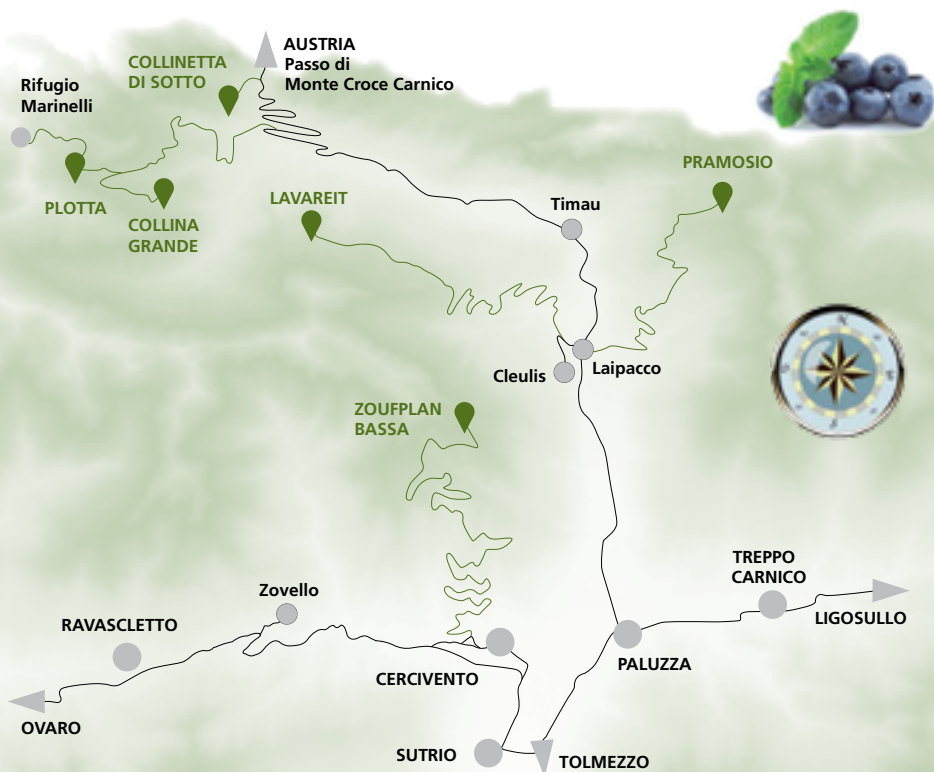 AUSTRIA
Passo di
Monte Croce Carnico
COLLINETTA
DI SOTTO
Rifugio
Marinelli
PRAMOSIO
PLOTTA
COLLINA
GRANDE
LAVAREIT
Timau
Cleulis
Laipacco
ZOUFPLAN
BASSA
TREPPO
CARNICO
LIGOSULLO
Zovello
RAVASCLETTO
PALUZZA
CERCIVENTO
OVARO
SUTRIO
TOLMEZZO